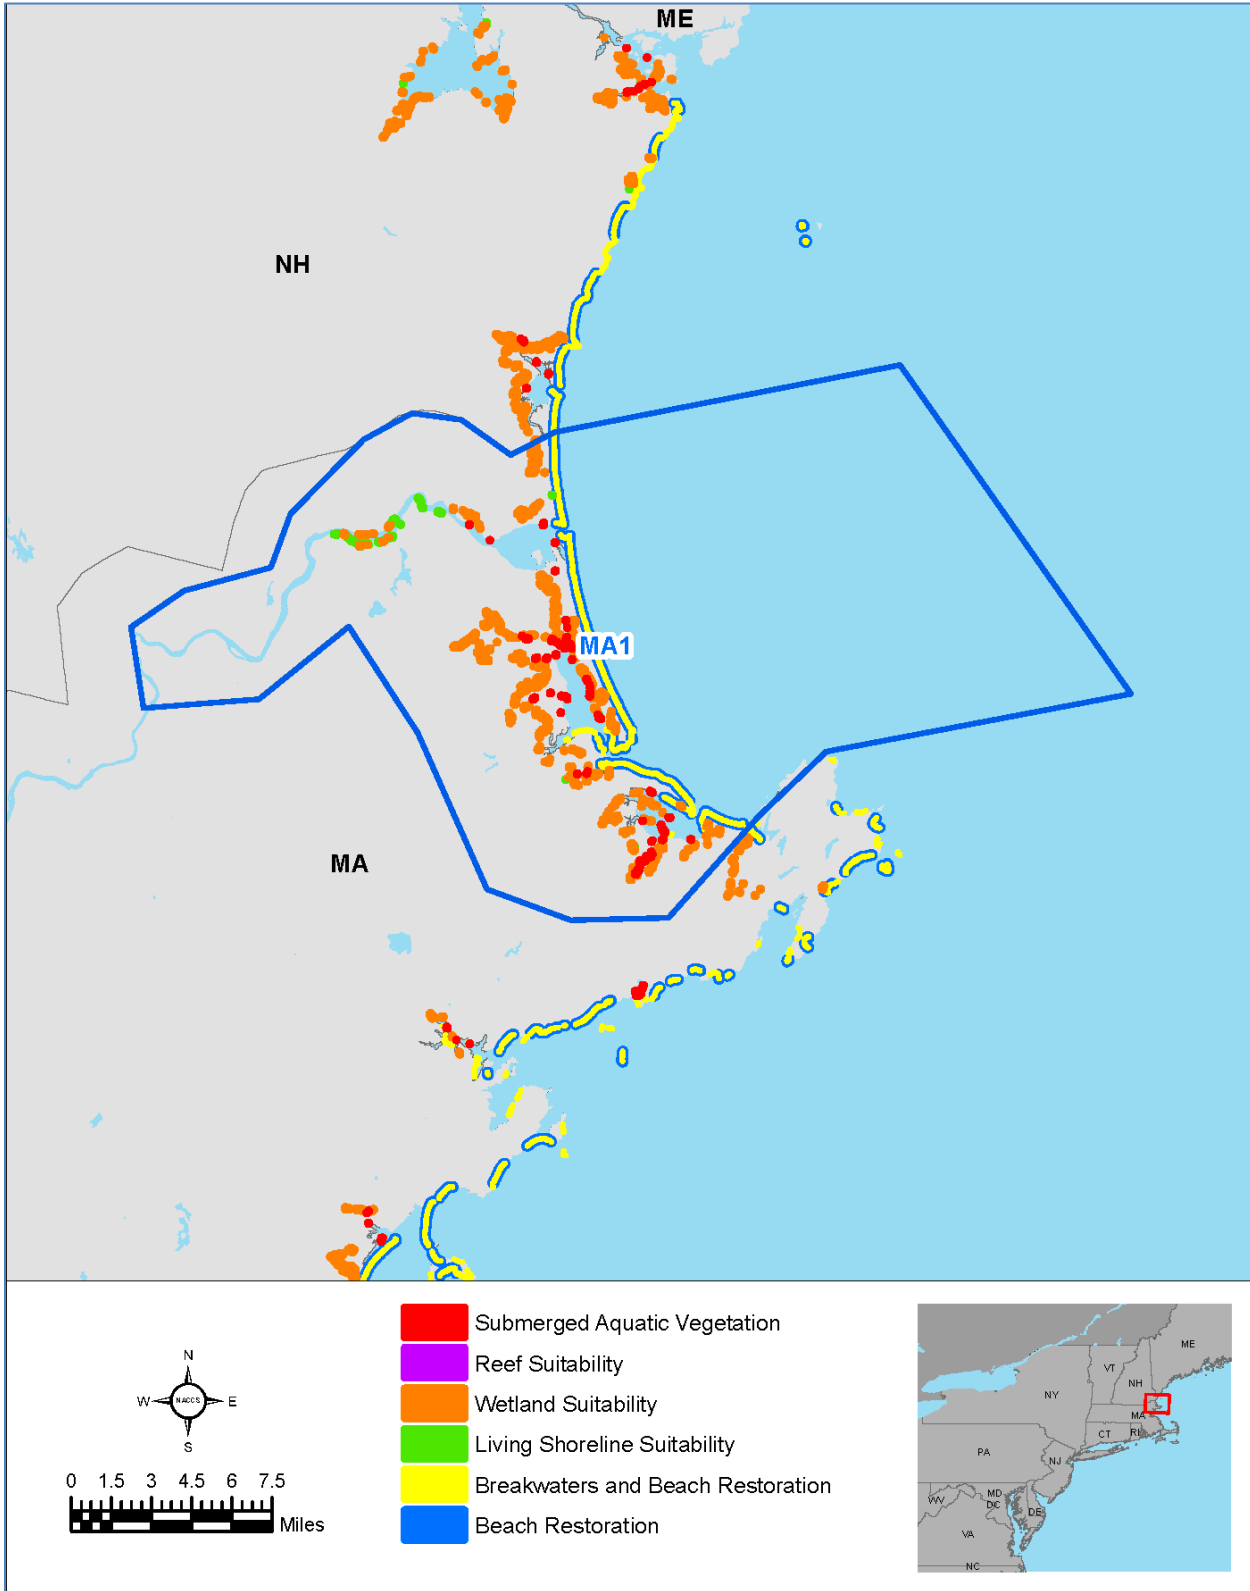 ME
NH
MA1
MA
N
W NACCS E
S
0 1.5 3 4.5 6 7.5
Miles
Submerged Aquatic Vegetation
Reef Suitability
Wetland Suitability
Living Shoreline Suitability
Breakwaters and Beach Restoration
Beach Restoration
ME
VT
NH
NY
MA
CT RI
PA
NJ
MD
WV DC DE
VA
NC